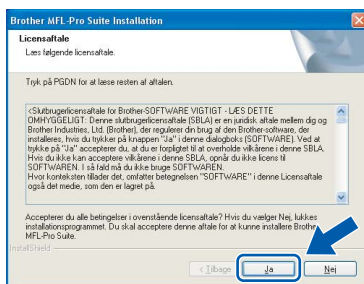 Brother MFL-Pro Suite Installation
Licensaftale
Læs følgende licensaftale.
Tryk på PGDN for at læse resten af aftalen.
<Slutbrugerlicensaftale for Brother-SOFTWARE VIGTIGT - LÆS DETTE
OMHYGGELIGT: Denne slutbrugerlicensaftale (SBLA) er en juridisk aftale mellem dig og
Brother Industries, Ltd. (Brother), der regulerer din brug af den Brother-software, der
installeres, hvis du trykker på knappen "Ja" i denne dialogboks (SOFTWARE). Ved at
trykke på "Ja" accepterer du, at du er forpligtet til at overholde vilkårene i denne SBLA.
Hvis du ikke kan acceptere vilkårene i denne SBLA, opnår du ikke licens til
SOFTWAREN. I så fald må du ikke bruge SOFTWAREN.
Hvor konteksten tillader det, omfatter betegnelsen "SOFTWARE" i denne Licensaftale
også det medie, som den er lagret på.
Accepterer du alle betingelser i ovenstående licensaftale? Hvis du vælger Nej, lukkes
installationsprogrammet. Du skal acceptere denne aftale for at kunne installere Brother
MFL-Pro Suite.
InstallShield
< Tilbage
Ja
Nej